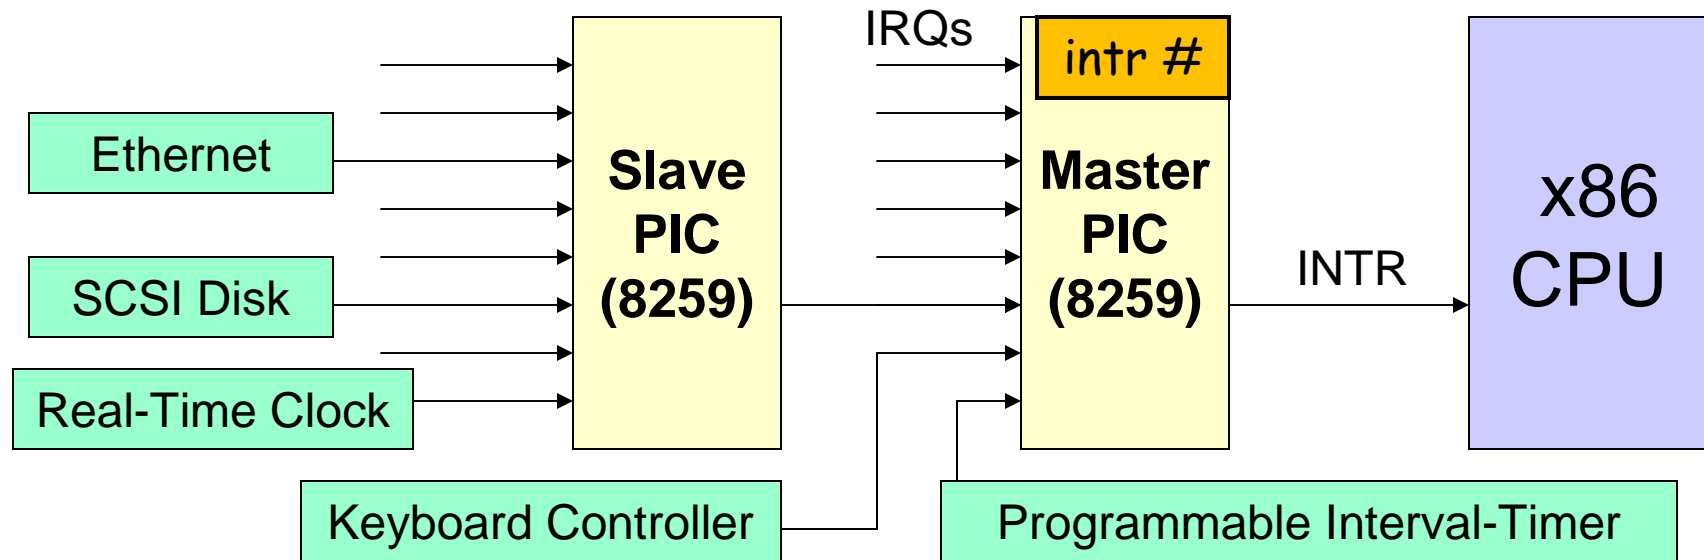 IRQs
intr #
Ethernet
Slave
PIC
(8259)
Master
PIC
(8259)
x86
CPU
INTR
SCSI Disk
Real-Time Clock
Keyboard Controller
Programmable Interval-Timer